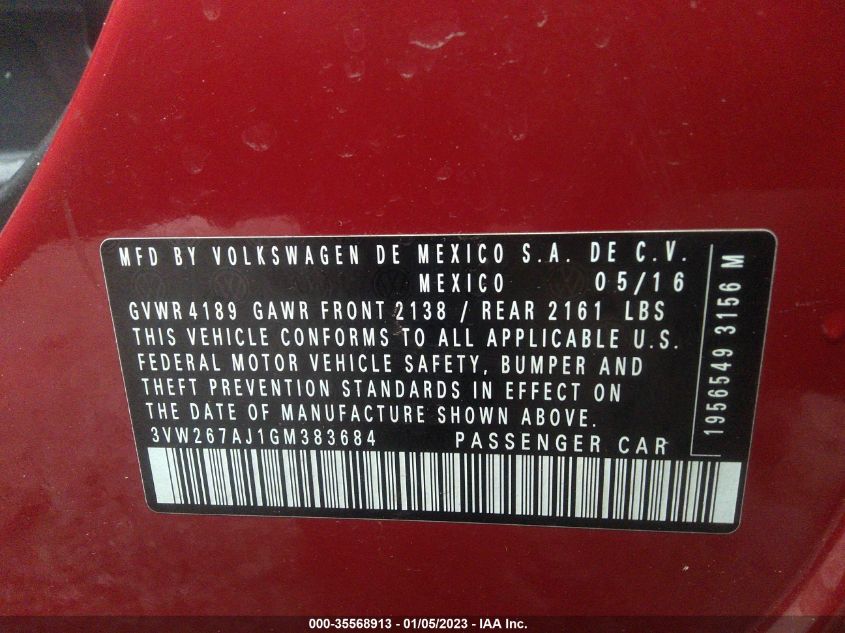 MFD BY VOLKSWAGEN DE MEXICO S.A. DE C.V.
MEXICO 05/16
GVWR 4189 GAWR FRONT 2138 / REAR 2161 LBS
THIS VEHICLE CONFORMS TO ALL APPLICABLE U.S.
FEDERAL MOTOR VEHICLE SAFETY, BUMPER AND
THEFT PREVENTION STANDARDS IN EFFECT ON
THE DATE OF MANUFACTURE SHOWN ABOVE.
3VW267AJ1GM383684 PASSENGER CAR
1956549 3156 M
000-35568913 - 01/05/2023 - IAA Inc.